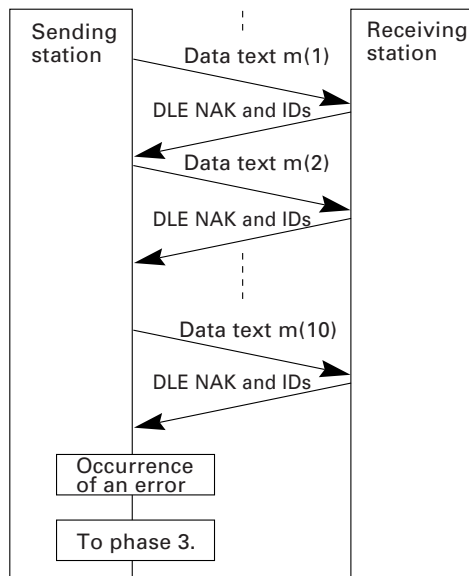 Sending
station
Receiving
station
Data text m(1)
DLE NAK and IDs
Data text m(2)
DLE NAK and IDs
Data text m(10)
DLE NAK and IDs
Occurrence
of an error
To phase 3.